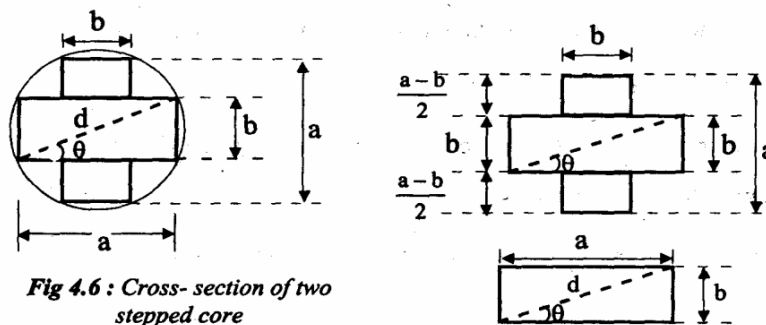 b
d
θ
b
a
a
Fig 4.6 : Cross- section of two
stepped core
b
a – b
2
b
a – b
2
θ
b
a
a
d
θ
b